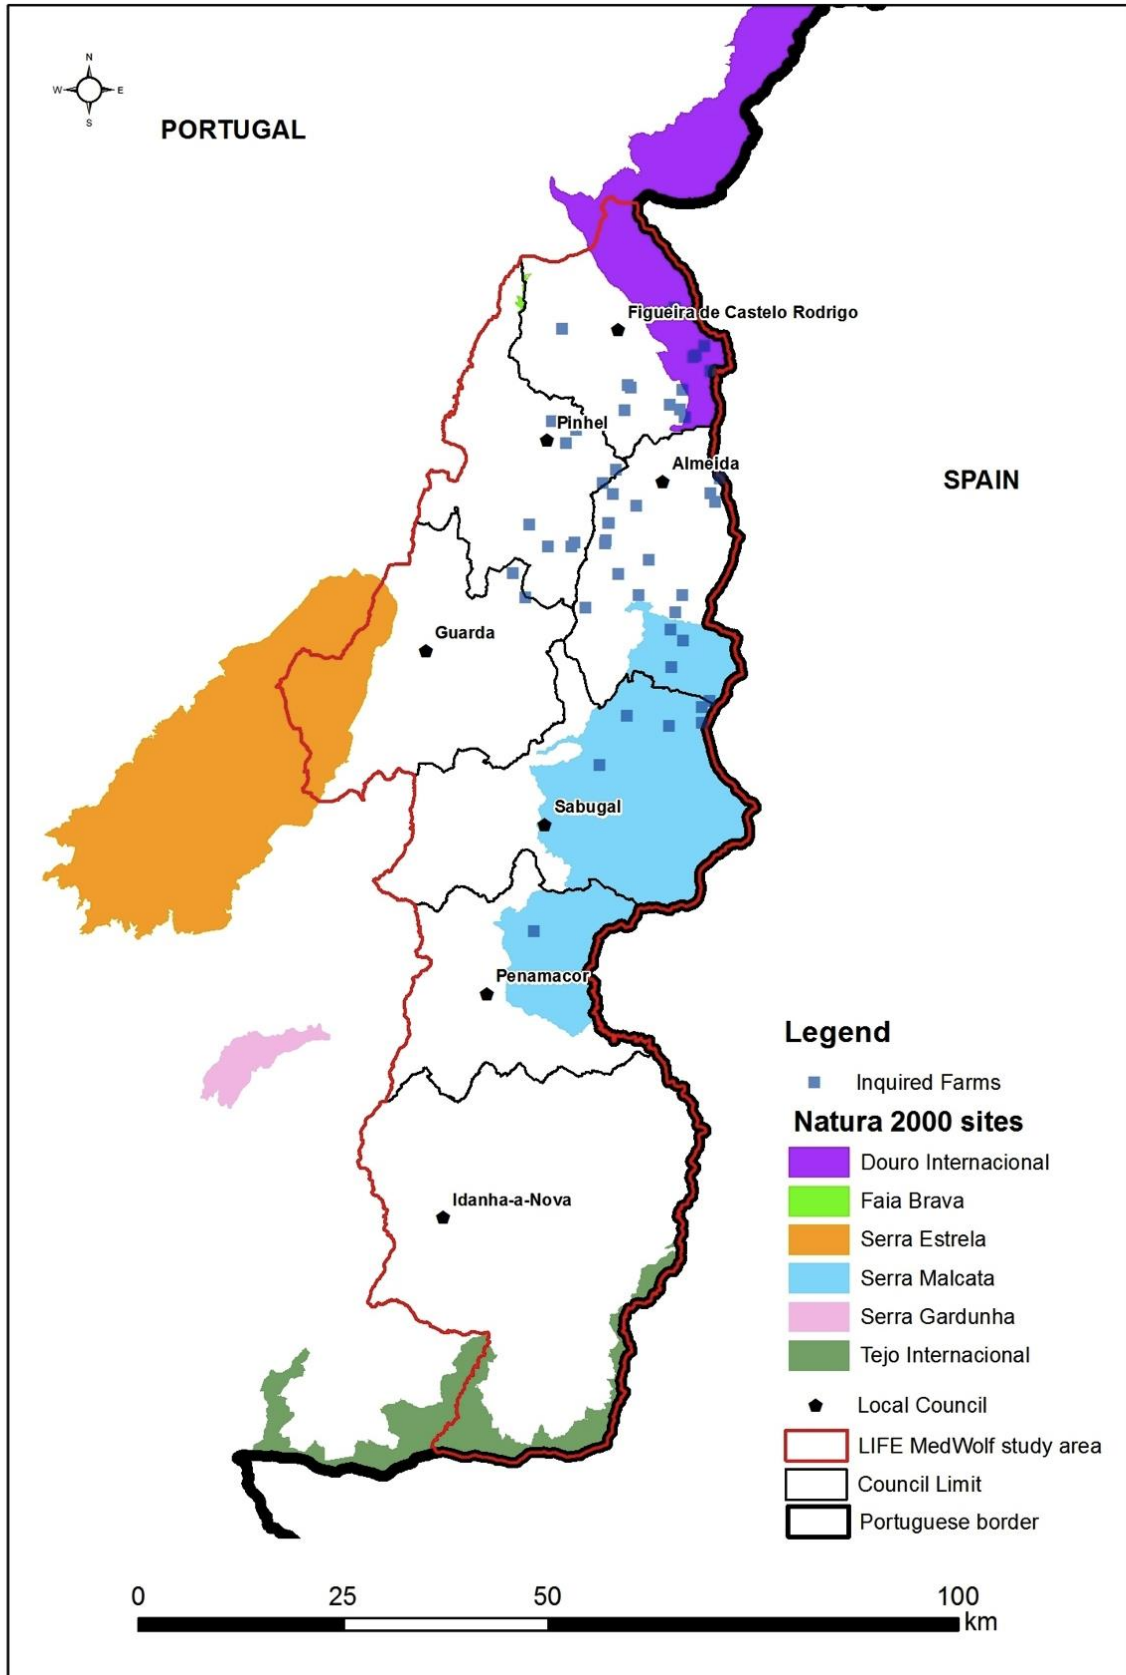 N
W E
S
PORTUGAL
Figueira de Castelo Rodrigo
Pinhel
Almeida
SPAIN
Guarda
Sabugal
Penamacor
Idanha-a-Nova
Legend
Inquired Farms
Natura 2000 sites
Douro Internacional
Faia Brava
Serra Estrela
Serra Malcata
Serra Gardunha
Tejo Internacional
Local Council
LIFE MedWolf study area
Council Limit
Portuguese border
0 25 50 100
km